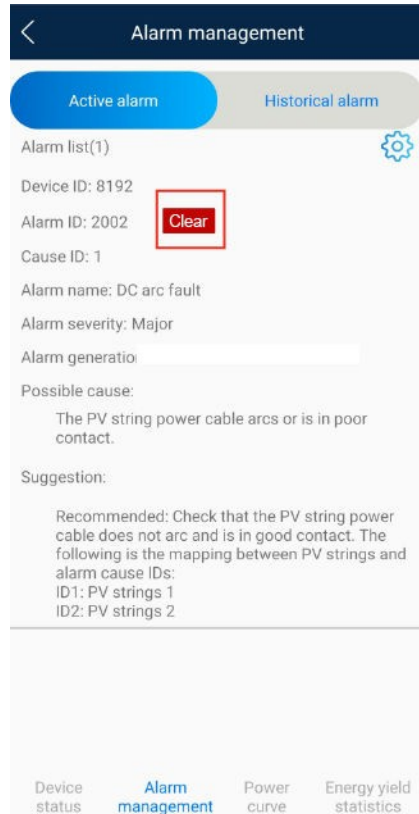 Alarm management
Active alarm
Historical alarm
Alarm list(1)
Device ID: 8192
Alarm ID: 2002
Clear
Cause ID: 1
Alarm name: DC arc fault
Alarm severity: Major
Alarm
Possible cause:
The PV string power cable arcs or is in poor
contact.
Suggestion:
Recommended: Check that the PV string power
cable does not arc and is in good contact. The
following is the mapping between PV strings and
alarm cause IDs:
ID1: PV strings 1
ID2: PV strings 2
Device
status
Alarm
management
Power
curve
Energy yield
statistics